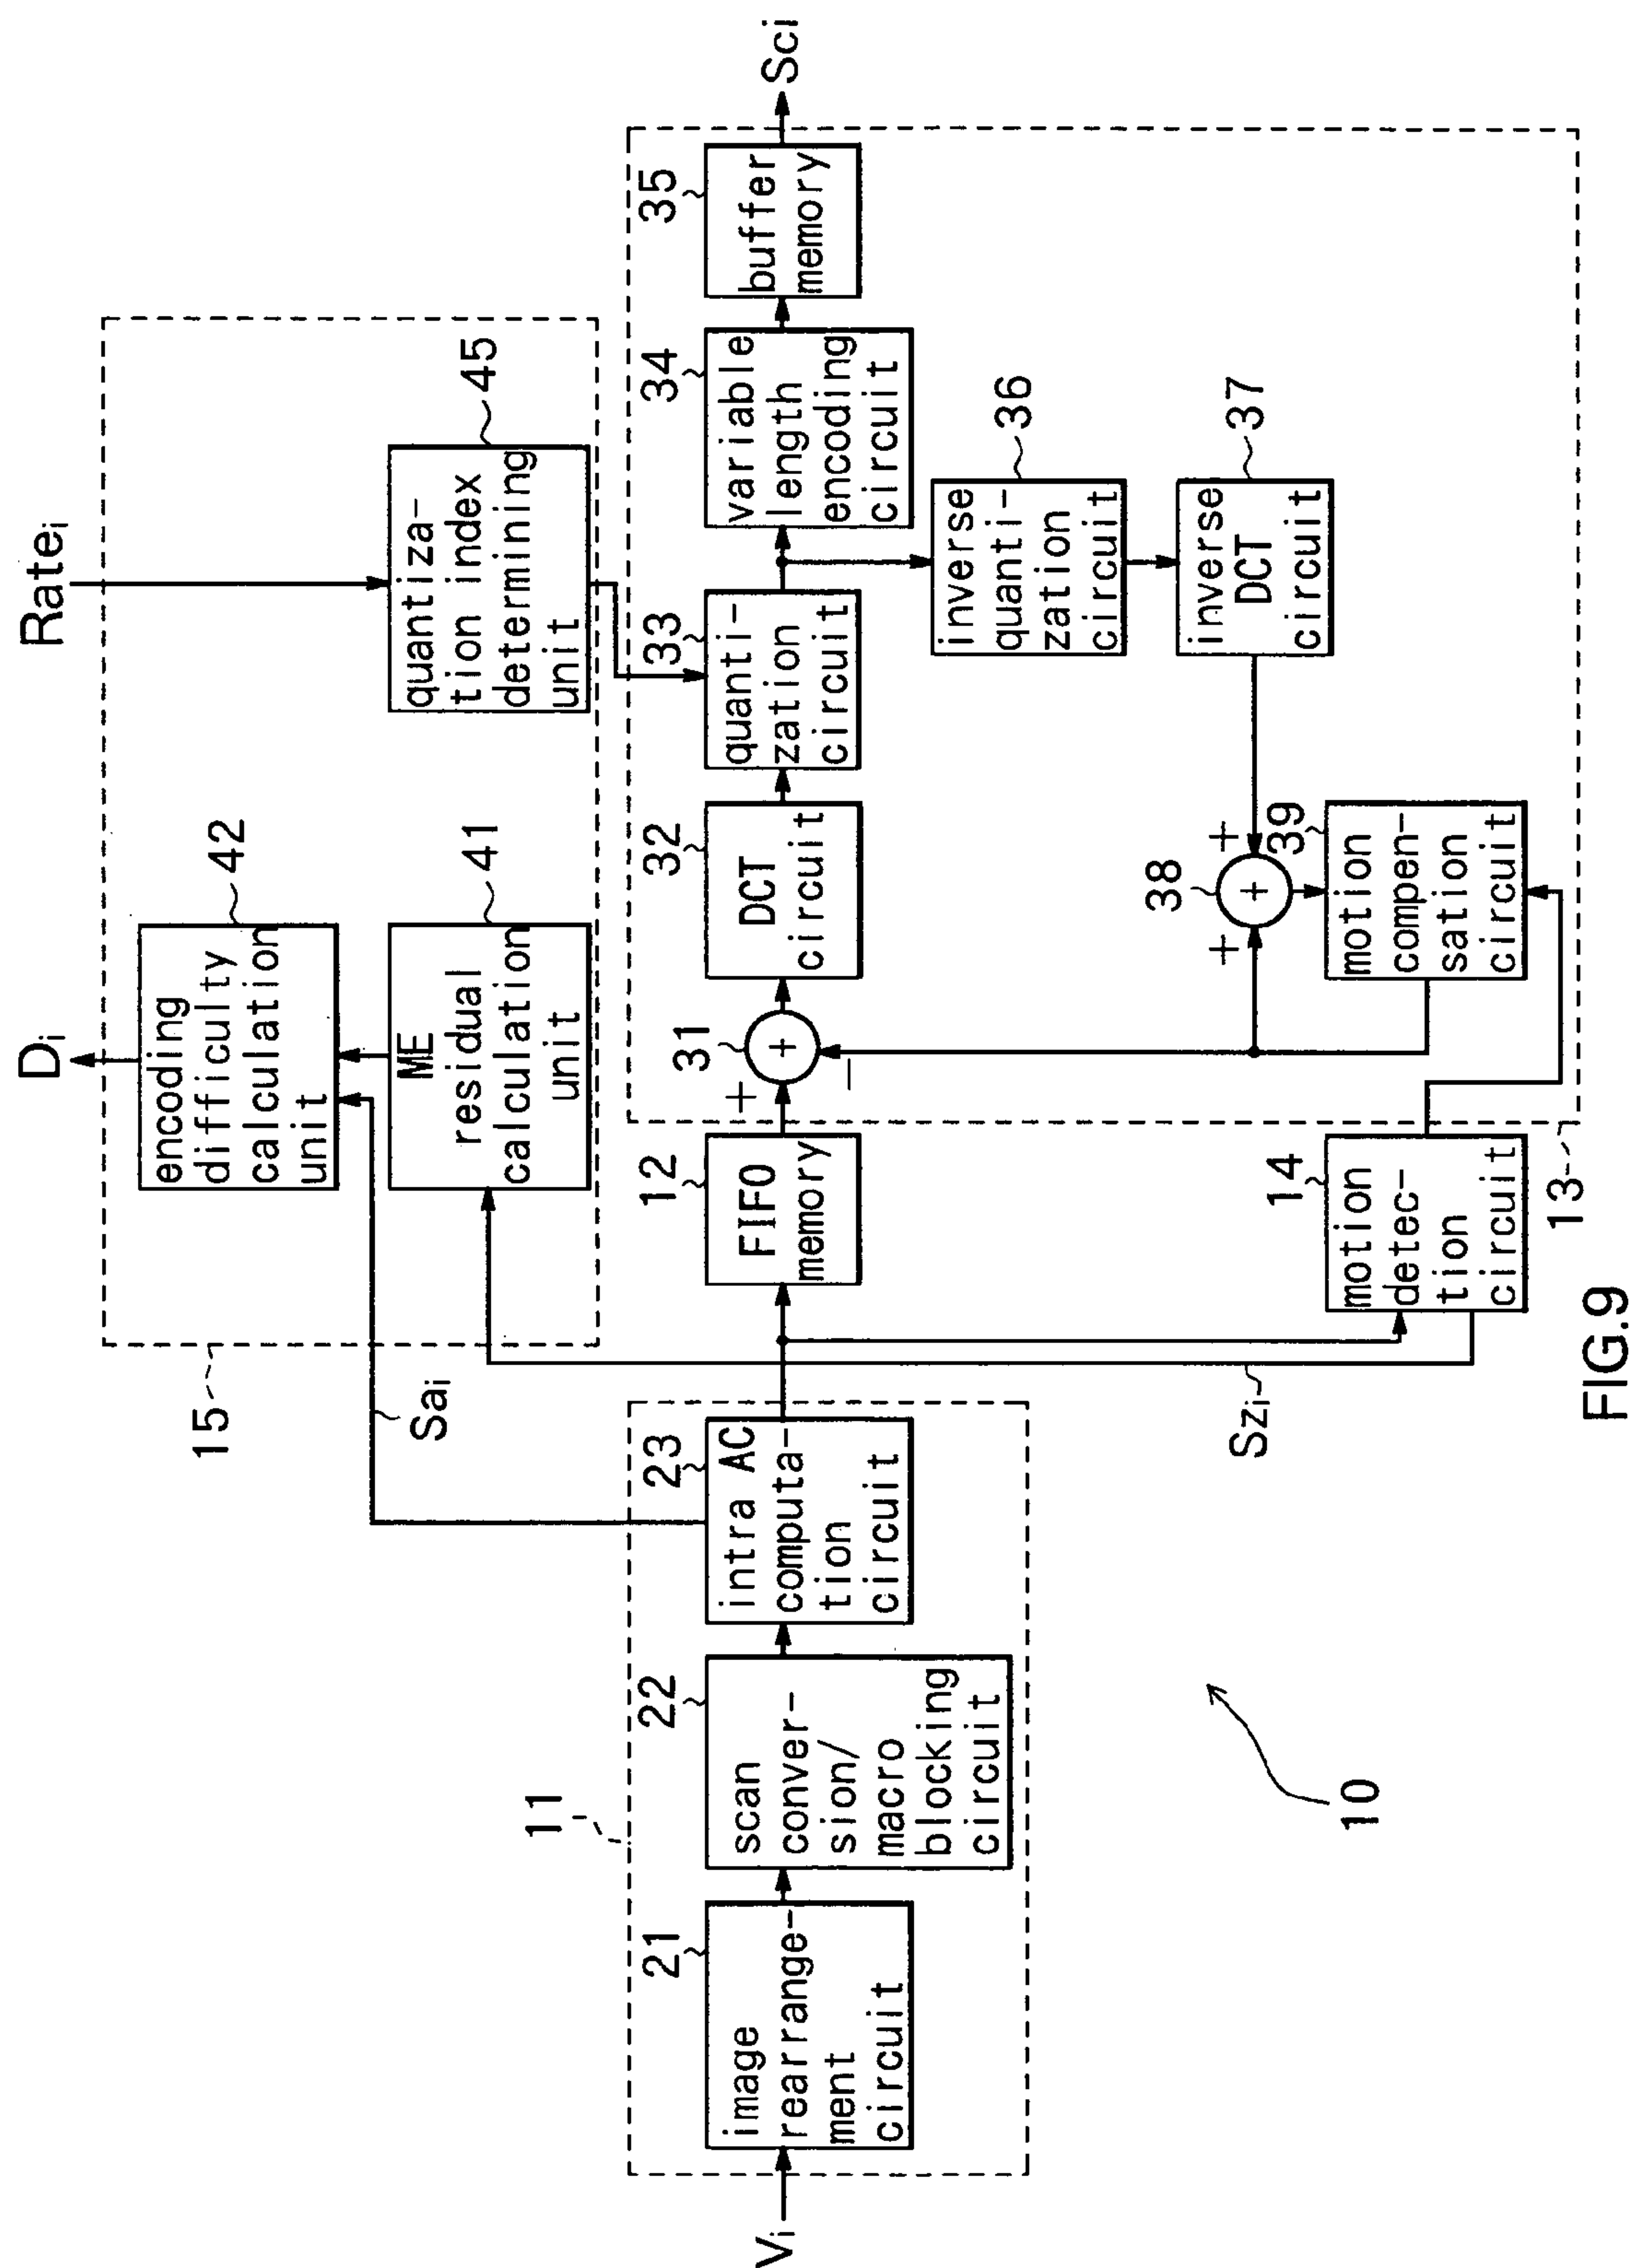 Di
Ratei
15
encoding
difficulty
calculation
unit
42
ME
residual
calculation
unit
41
quantiza-
tion index
determining
unit
45
Sai
11
Vi
image
rearrange-
ment
circuit
21
scan
conver-
sion/
macro
blocking
circuit
22
intra AC
computa-
tion
circuit
23
FIFO
memory
12
+
−
+
31
DCT
circuit
32
quanti-
zation
circuit
33
variable
length
encoding
circuit
34
buffer
memory
35
Sci
inverse
quanti-
zation
circuit
36
inverse
DCT
circuit
37
+
+
+
38
motion
compen-
sation
circuit
39
motion
detec-
tion
circuit
14
Szi
13
10
FIG.9